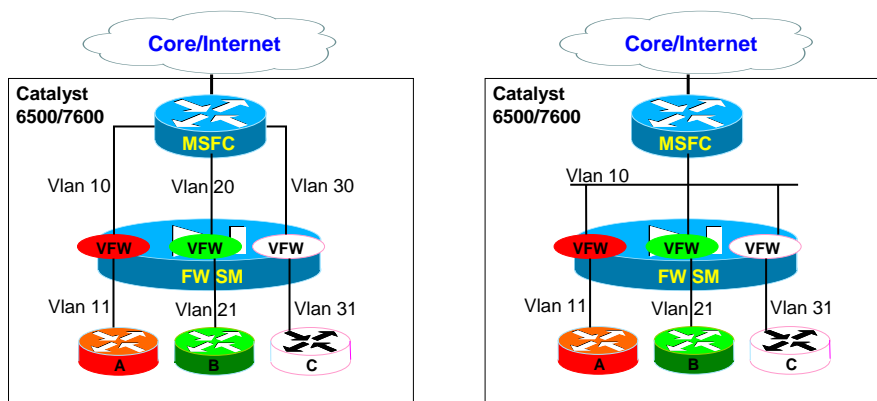 Core/Internet
Catalyst
6500/7600
MSFC
Vlan 10
Vlan 20
Vlan 30
VFW
VFW
VFW
FW SM
Vlan 11
Vlan 21
Vlan 31
A
B
C
Core/Internet
Catalyst
6500/7600
MSFC
Vlan 10
VFW
VFW
VFW
FW SM
Vlan 11
Vlan 21
Vlan 31
A
B
C